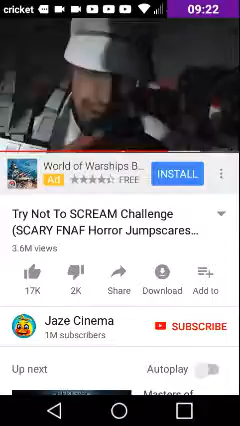 cricket 09:22
World of Warships B...
Ad FREE
INSTALL
Try Not To SCREAM Challenge
(SCARY FNAF Horror Jumpscares...
3.6M views
17K 2K Share Download Add to
Jaze Cinema
1M subscribers
SUBSCRIBE
Up next Autoplay
Masters of